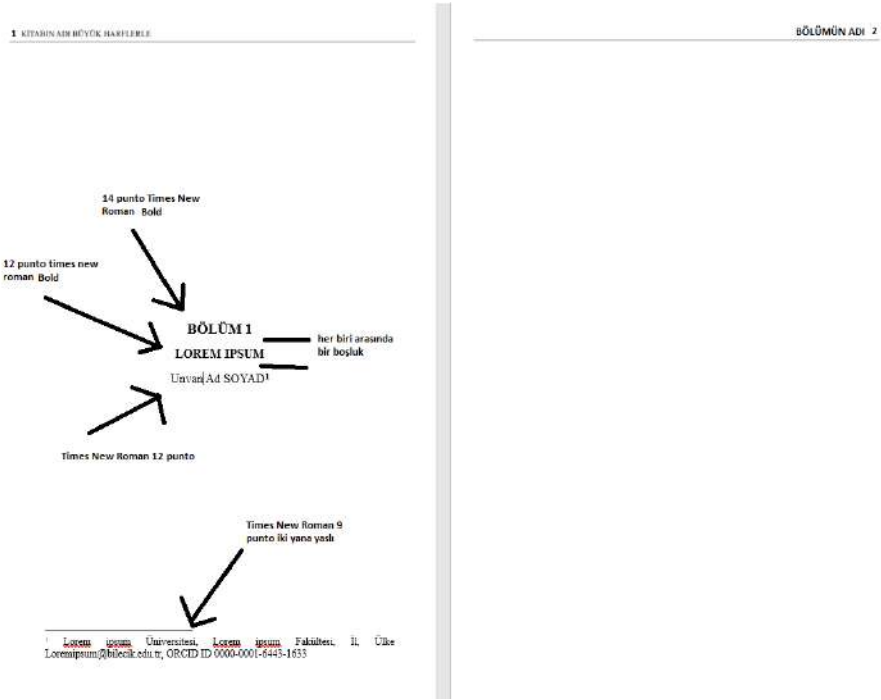 1 KİTABIN ADI BÜYÜK HARFLERLE
BÖLÜMÜN ADI 2
14 punto Times New
Roman Bold
12 punto times new
roman Bold
BÖLÜM 1
LOREM IPSUM
Unvan Ad SOYAD¹
her biri arasında
bir boşluk
Times New Roman 12 punto
Times New Roman 9
punto iki yana yaslı
¹ Lorem ipsum Üniversitesi, Lorem ipsum Fakültesi, İl, Ülke
Loremipsum@bilecik.edu.tr, ORCID ID 0000-0001-6443-1633